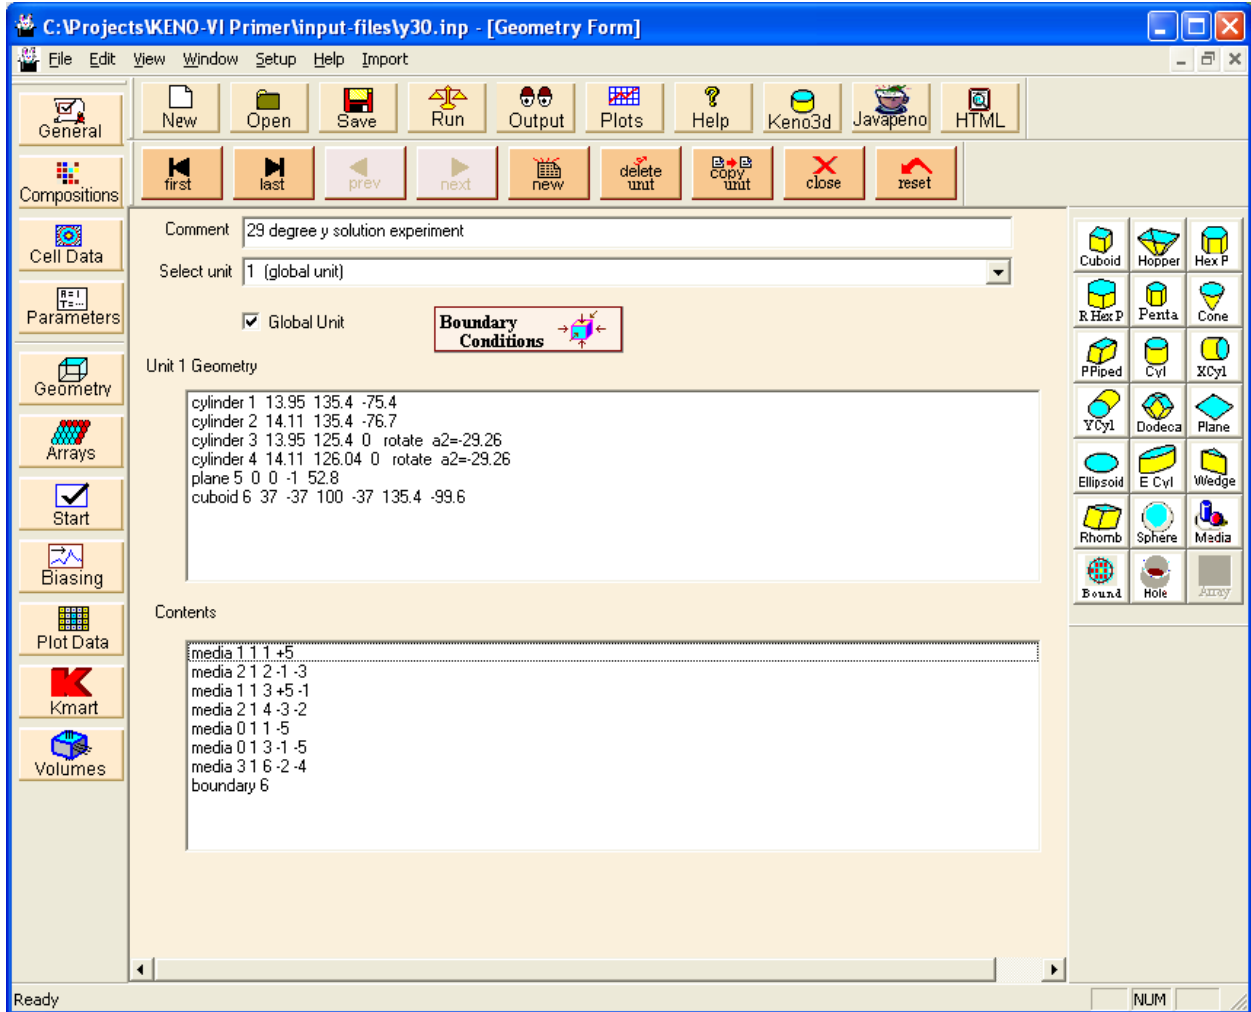 C:\Projects\KENO-VI Primer\input-files\y30.inp - [Geometry Form]
File Edit View Window Setup Help Import
General
New Open Save Run Output Plots Help Keno3d Javapeno HTML
Compositions
first last prev next new delete unit copy unit close reset
Cell Data
Parameters
Geometry
Arrays
Start
Biasing
Plot Data
Kmart
Volumes
Comment 29 degree y solution experiment
Select unit 1 (global unit)
Global Unit
Boundary Conditions
Unit 1 Geometry
cylinder 1 13.95 135.4 -75.4
cylinder 2 14.11 135.4 -76.7
cylinder 3 13.95 125.4 0 rotate a2=-29.26
cylinder 4 14.11 126.04 0 rotate a2=-29.26
plane 5 0 0 -1 52.8
cuboid 6 37 -37 100 -37 135.4 -99.6
Contents
media 1 1 1 +5
media 2 1 2 -1 -3
media 1 1 3 +5 -1
media 2 1 4 -3 -2
media 0 1 1 -5
media 0 1 3 -1 -5
media 3 1 6 -2 -4
boundary 6
Cuboid Hopper Hex P
R Hex P Penta Cone
PPiped Cyl XCyl
YCyl Dodeca Plane
Ellipsoid E Cyl Wedge
Rhomb Sphere Media
Bound Hole Array
Ready NUM